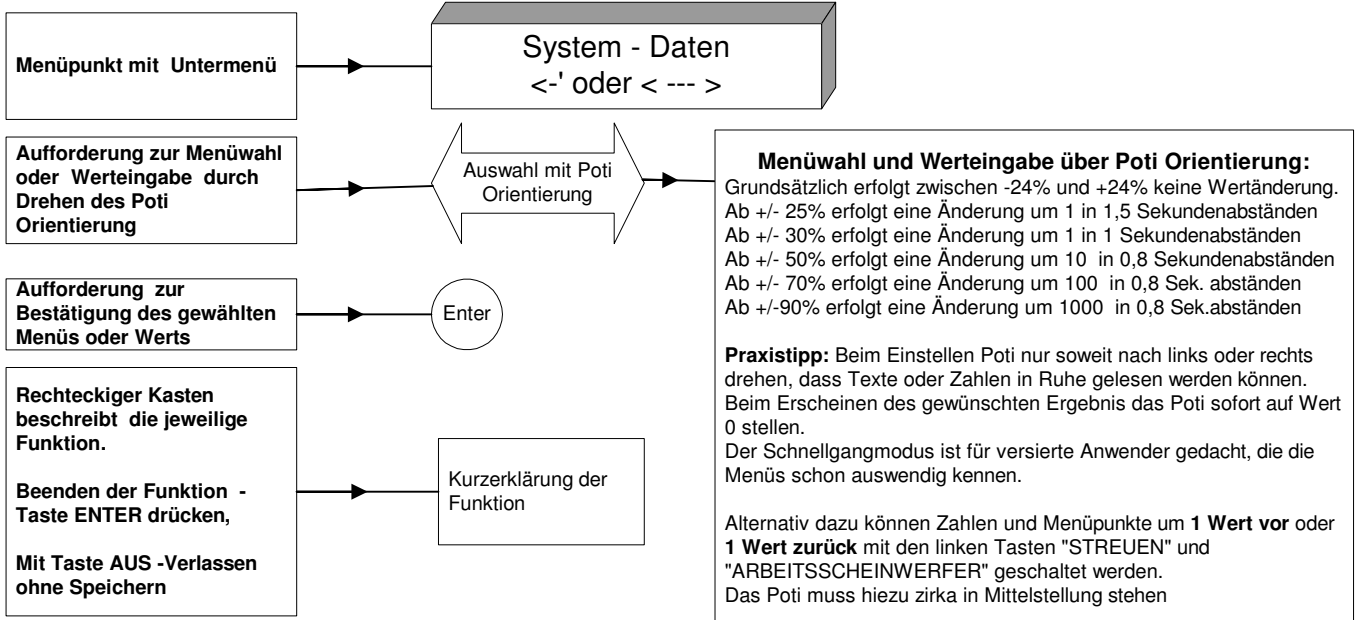 Menüpunkt mit Untermenü
System - Daten
<-' oder < --- >
Aufforderung zur Menüwahl
oder Werteingabe durch
Drehen des Poti
Orientierung
Auswahl mit Poti
Orientierung
Menüwahl und Werteingabe über Poti Orientierung:
Grundsätzlich erfolgt zwischen -24% und +24% keine Wertänderung.
Ab +/- 25% erfolgt eine Änderung um 1 in 1,5 Sekundenabständen
Ab +/- 30% erfolgt eine Änderung um 1 in 1 Sekundenabständen
Ab +/- 50% erfolgt eine Änderung um 10 in 0,8 Sekundenabständen
Ab +/- 70% erfolgt eine Änderung um 100 in 0,8 Sek. abständen
Ab +/-90% erfolgt eine Änderung um 1000 in 0,8 Sek.abständen
Praxistipp: Beim Einstellen Poti nur soweit nach links oder rechts
drehen, dass Texte oder Zahlen in Ruhe gelesen werden können.
Beim Erscheinen des gewünschten Ergebnis das Poti sofort auf Wert
0 stellen.
Der Schnellgangmodus ist für versierte Anwender gedacht, die die
Menüs schon auswendig kennen.
Alternativ dazu können Zahlen und Menüpunkte um 1 Wert vor oder
1 Wert zurück mit den linken Tasten "STREUEN" und
"ARBEITSSCHEINWERFER" geschaltet werden.
Das Poti muss hiezu zirka in Mittelstellung stehen
Aufforderung zur
Bestätigung des gewählten
Menüs oder Werts
Enter
Rechteckiger Kasten
beschreibt die jeweilige
Funktion.
Beenden der Funktion -
Taste ENTER drücken,
Mit Taste AUS -Verlassen
ohne Speichern
Kurzerklärung der
Funktion